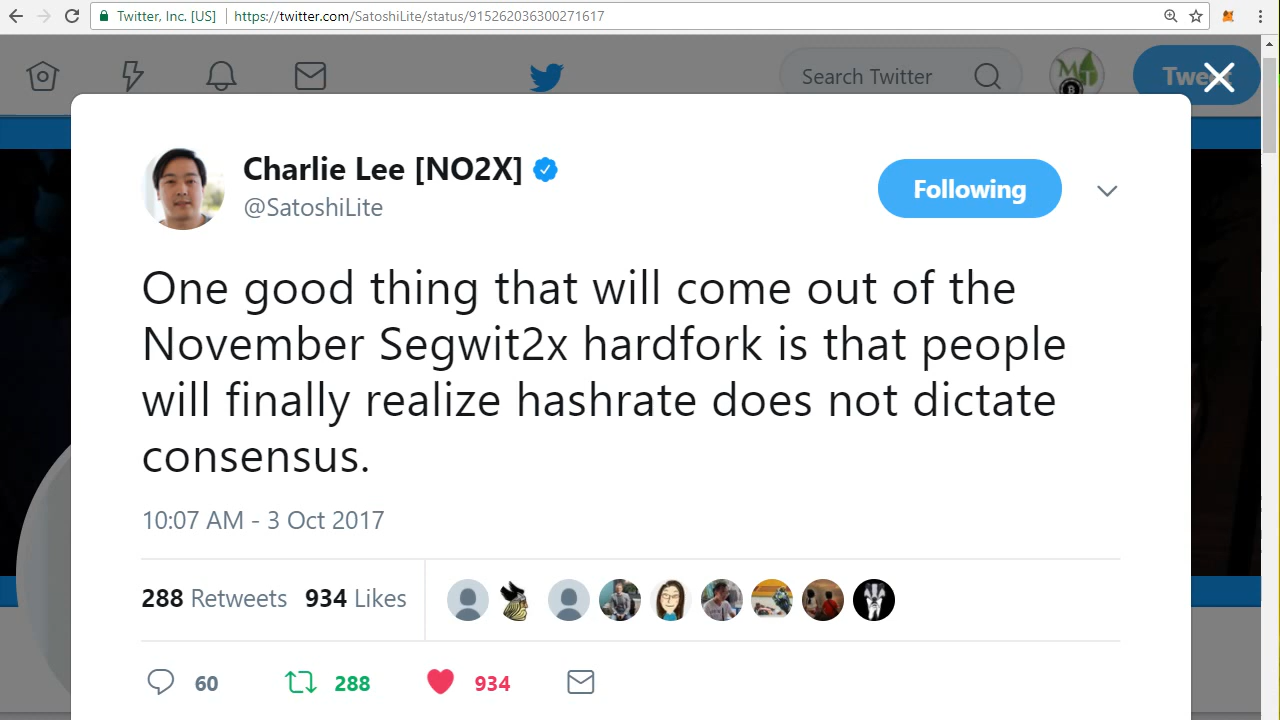 Twitter, Inc. [US] https://twitter.com/SatoshiLite/status/915262036300271617
Search Twitter
Charlie Lee [NO2X]
@SatoshiLite
Following
One good thing that will come out of the
November Segwit2x hardfork is that people
will finally realize hashrate does not dictate
consensus.
10:07 AM - 3 Oct 2017
288 Retweets 934 Likes
60 288 934